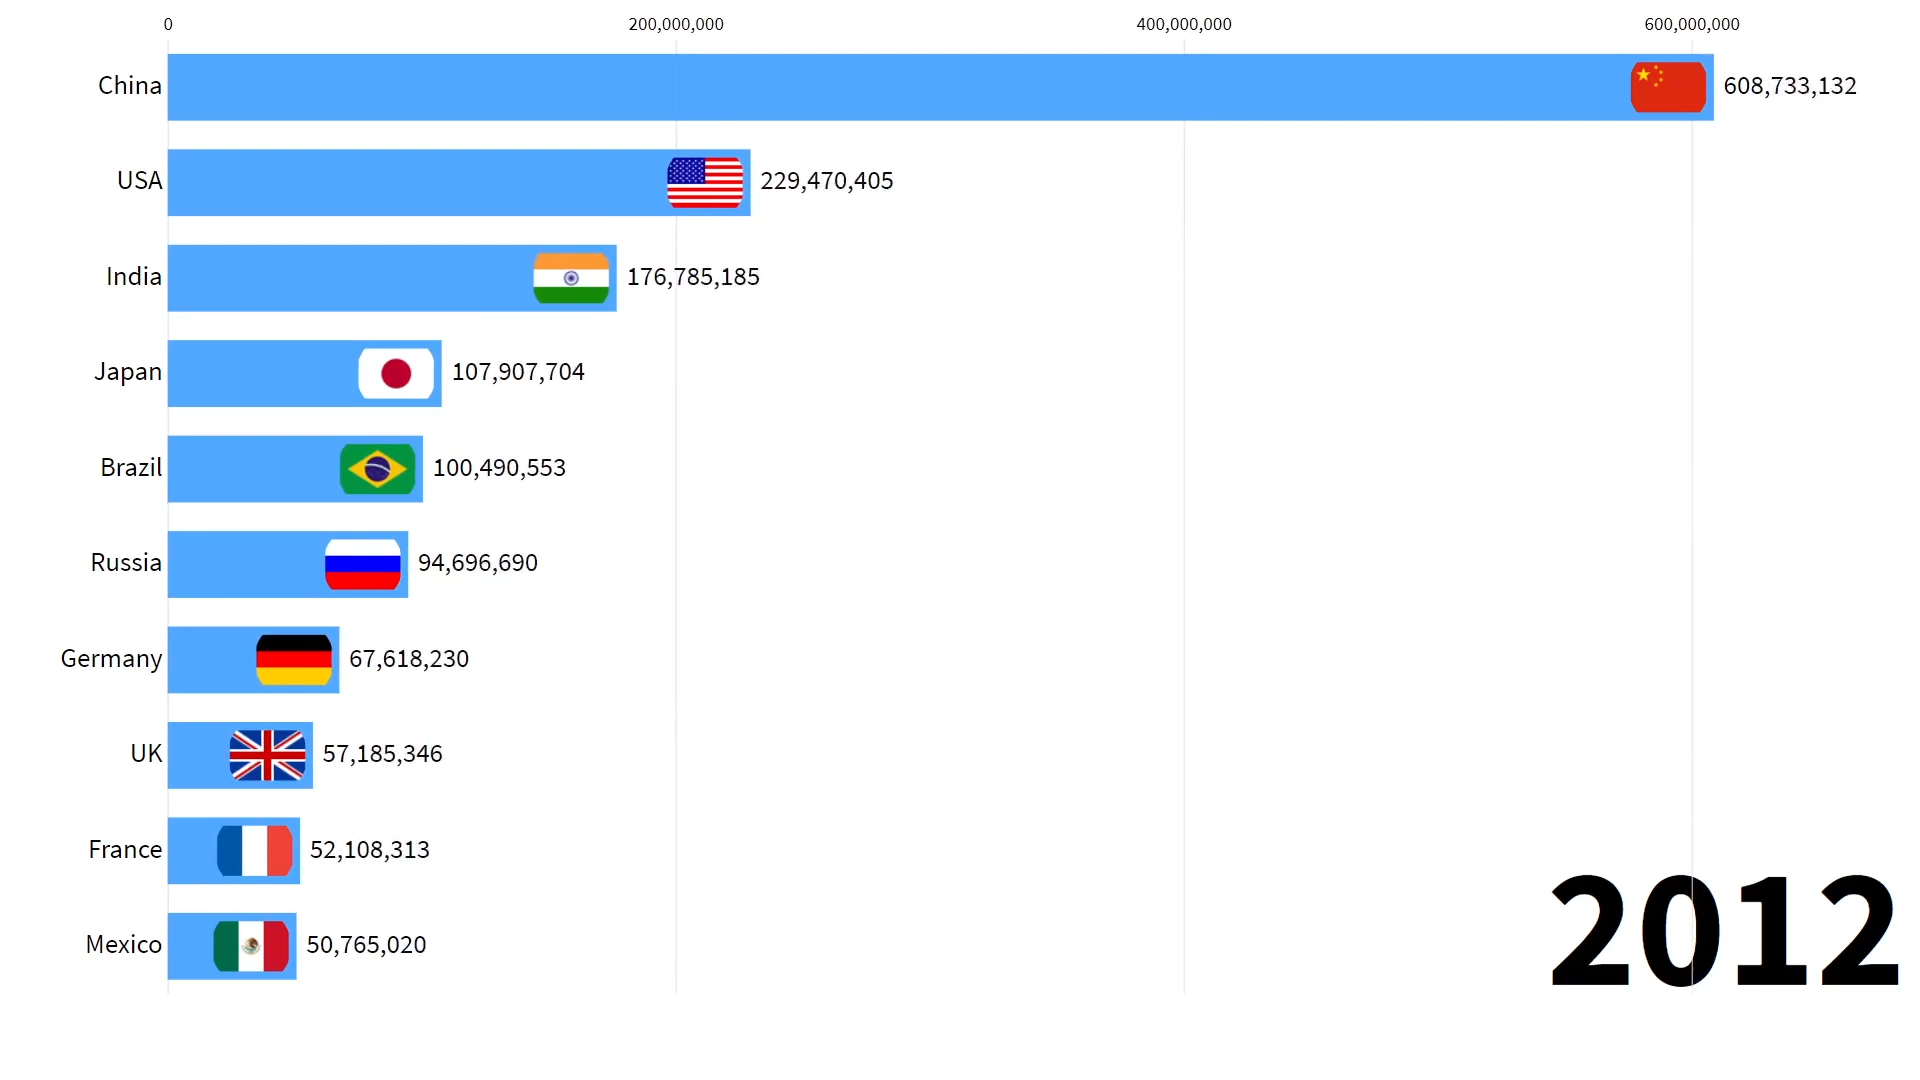 0 200,000,000 400,000,000 600,000,000
China 608,733,132
USA 229,470,405
India 176,785,185
Japan 107,907,704
Brazil 100,490,553
Russia 94,696,690
Germany 67,618,230
UK 57,185,346
France 52,108,313
Mexico 50,765,020
2012